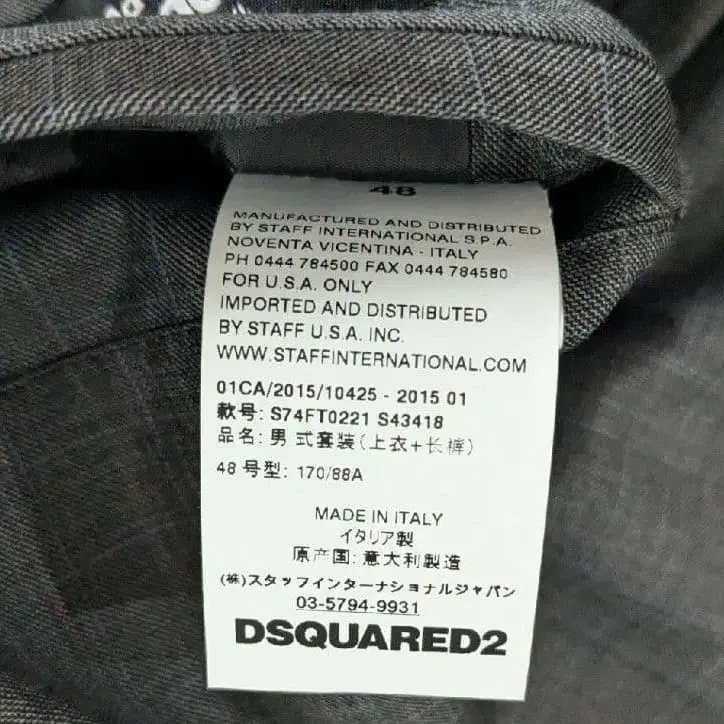 48
MANUFACTURED AND DISTRIBUTED
BY STAFF INTERNATIONAL S.P.A.
NOVENTA VICENTINA - ITALY
PH 0444 784500 FAX 0444 784580
FOR U.S.A. ONLY
IMPORTED AND DISTRIBUTED
BY STAFF U.S.A. INC.
WWW.STAFFINTERNATIONAL.COM
01CA/2015/10425 - 2015 01
款号: S74FT0221 S43418
品名: 男 式套装(上衣+长裤)
48 号型: 170/88A
MADE IN ITALY
イタリア製
原产国: 意大利製造
(株)スタッフインターナショナルジャパン
03-5794-9931
DSQUARED2